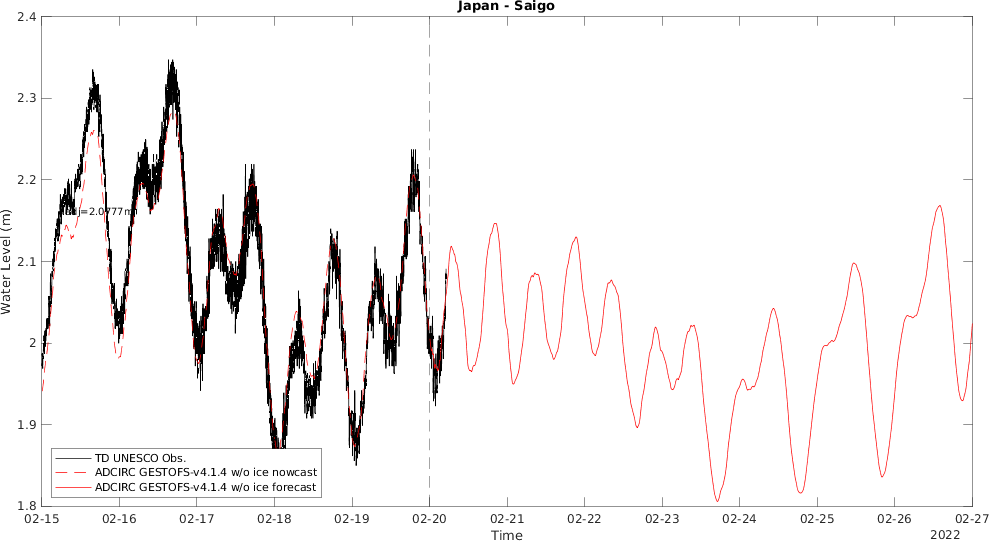 Japan - Saigo
Water Level (m)
2.4
2.3
2.2
2.1
2
1.9
1.8
TD UNESCO Obs.
ADCIRC GESTOFS-v4.1.4 w/o ice nowcast
ADCIRC GESTOFS-v4.1.4 w/o ice forecast
02-15 02-16 02-17 02-18 02-19 02-20 02-21 02-22 02-23 02-24 02-25 02-26 02-27
Time
2022